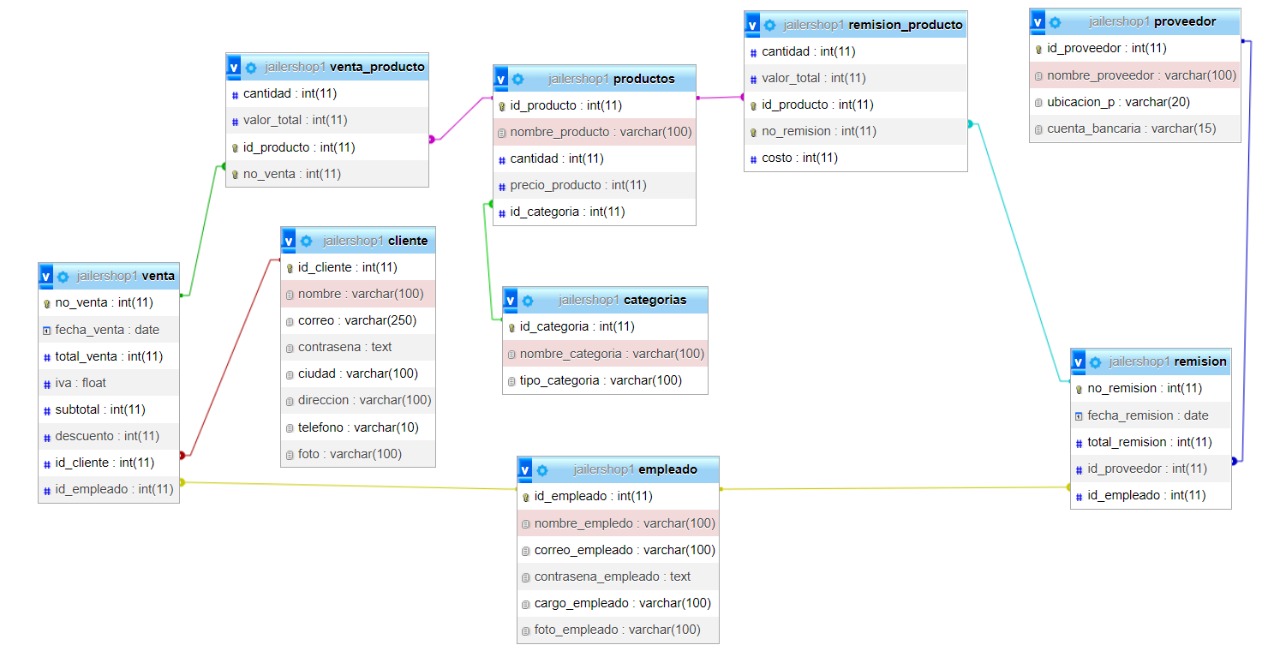 jailershop1 venta_producto
cantidad : int(11)
valor_total : int(11)
id_producto : int(11)
no_venta : int(11)
jailershop1 productos
id_producto : int(11)
nombre_producto : varchar(100)
cantidad : int(11)
precio_producto : int(11)
id_categoria : int(11)
jailershop1 remision_producto
cantidad : int(11)
valor_total : int(11)
id_producto : int(11)
no_remision : int(11)
costo : int(11)
jailershop1 proveedor
id_proveedor : int(11)
nombre_proveedor : varchar(100)
ubicacion_p : varchar(20)
cuenta_bancaria : varchar(15)
jailershop1 venta
no_venta : int(11)
fecha_venta : date
total_venta : int(11)
iva : float
subtotal : int(11)
descuento : int(11)
id_cliente : int(11)
id_empleado : int(11)
jailershop1 cliente
id_cliente : int(11)
nombre : varchar(100)
correo : varchar(250)
contrasena : text
ciudad : varchar(100)
direccion : varchar(100)
telefono : varchar(10)
foto : varchar(100)
jailershop1 categorias
id_categoria : int(11)
nombre_categoria : varchar(100)
tipo_categoria : varchar(100)
jailershop1 empleado
id_empleado : int(11)
nombre_empledo : varchar(100)
correo_empleado : varchar(100)
contrasena_empleado : text
cargo_empleado : varchar(100)
foto_empleado : varchar(100)
jailershop1 remision
no_remision : int(11)
fecha_remision : date
total_remision : int(11)
id_proveedor : int(11)
id_empleado : int(11)